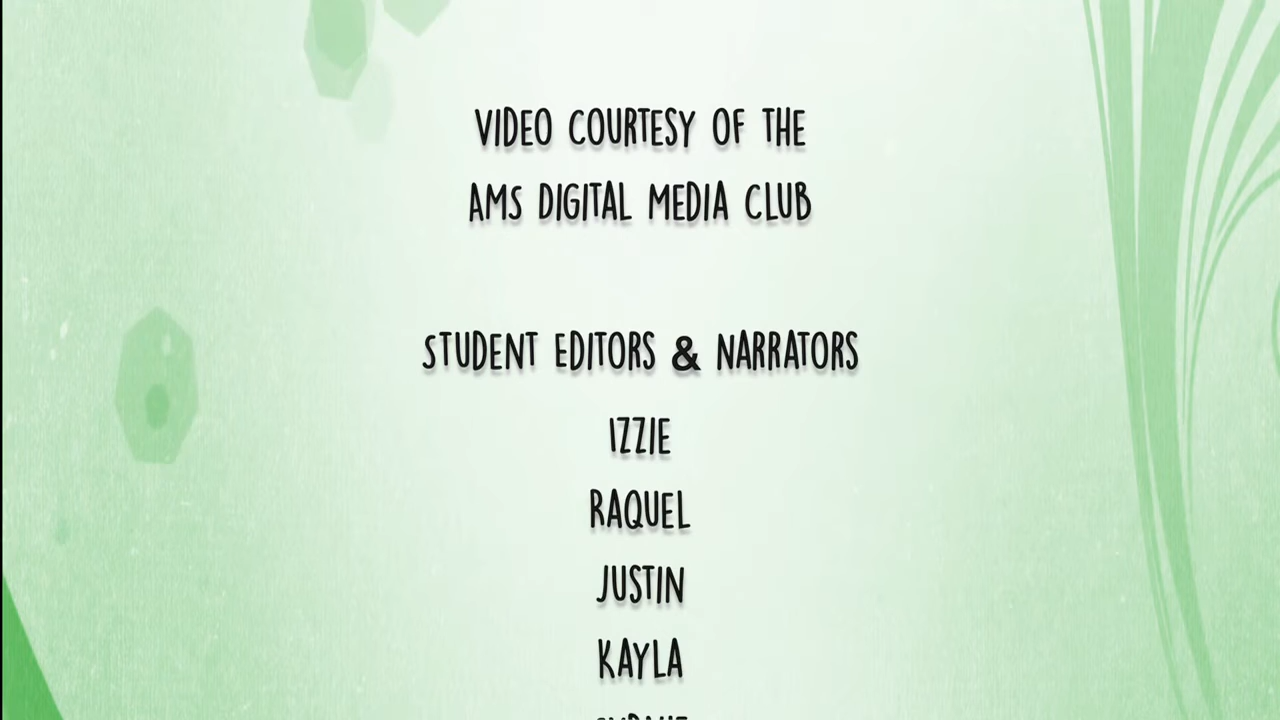 VIDEO COURTESY OF THE
AMS DIGITAL MEDIA CLUB
STUDENT EDITORS & NARRATORS
IZZIE
RAQUEL
JUSTIN
KAYLA